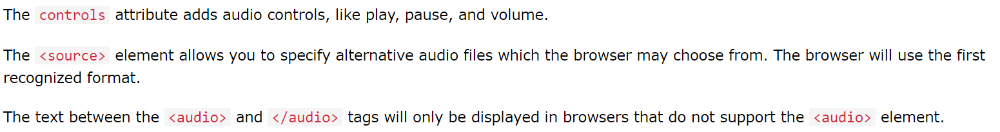 The controls attribute adds audio controls, like play, pause, and volume.
The <source> element allows you to specify alternative audio files which the browser may choose from. The browser will use the first
recognized format.
The text between the <audio> and </audio> tags will only be displayed in browsers that do not support the <audio> element.